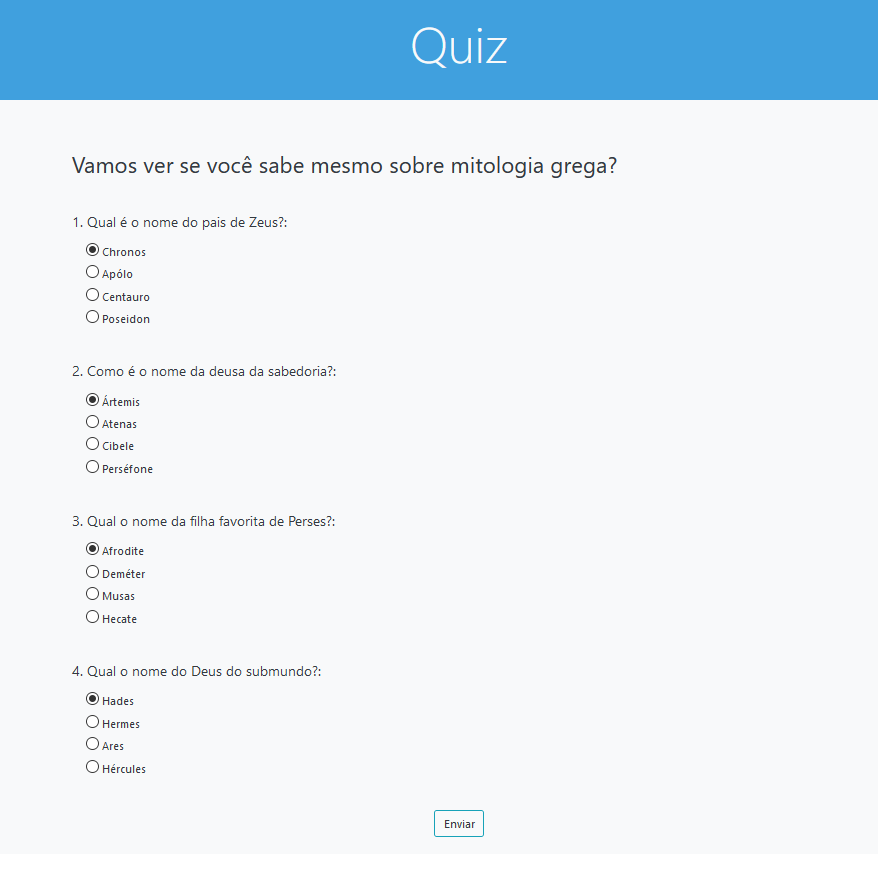 Quiz
Vamos ver se você sabe mesmo sobre mitologia grega?
1. Qual é o nome do pais de Zeus?:
Chronos
Apólo
Centauro
Poseidon
2. Como é o nome da deusa da sabedoria?:
Ártemis
Atenas
Cibele
Perséfone
3. Qual o nome da filha favorita de Perses?:
Afrodite
Deméter
Musas
Hecate
4. Qual o nome do Deus do submundo?:
Hades
Hermes
Ares
Hércules
Enviar